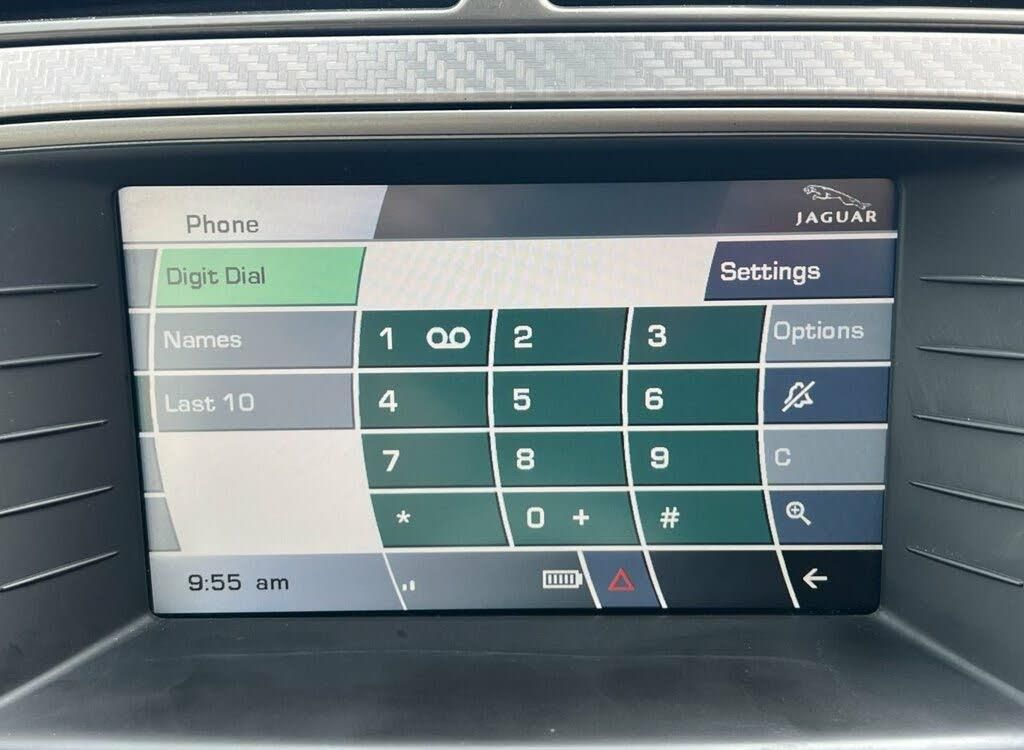 Phone
JAGUAR
Digit Dial
Settings
Names
1
2
3
Options
Last 10
4
5
6
7
8
9
C
*
0 +
#
9:55 am